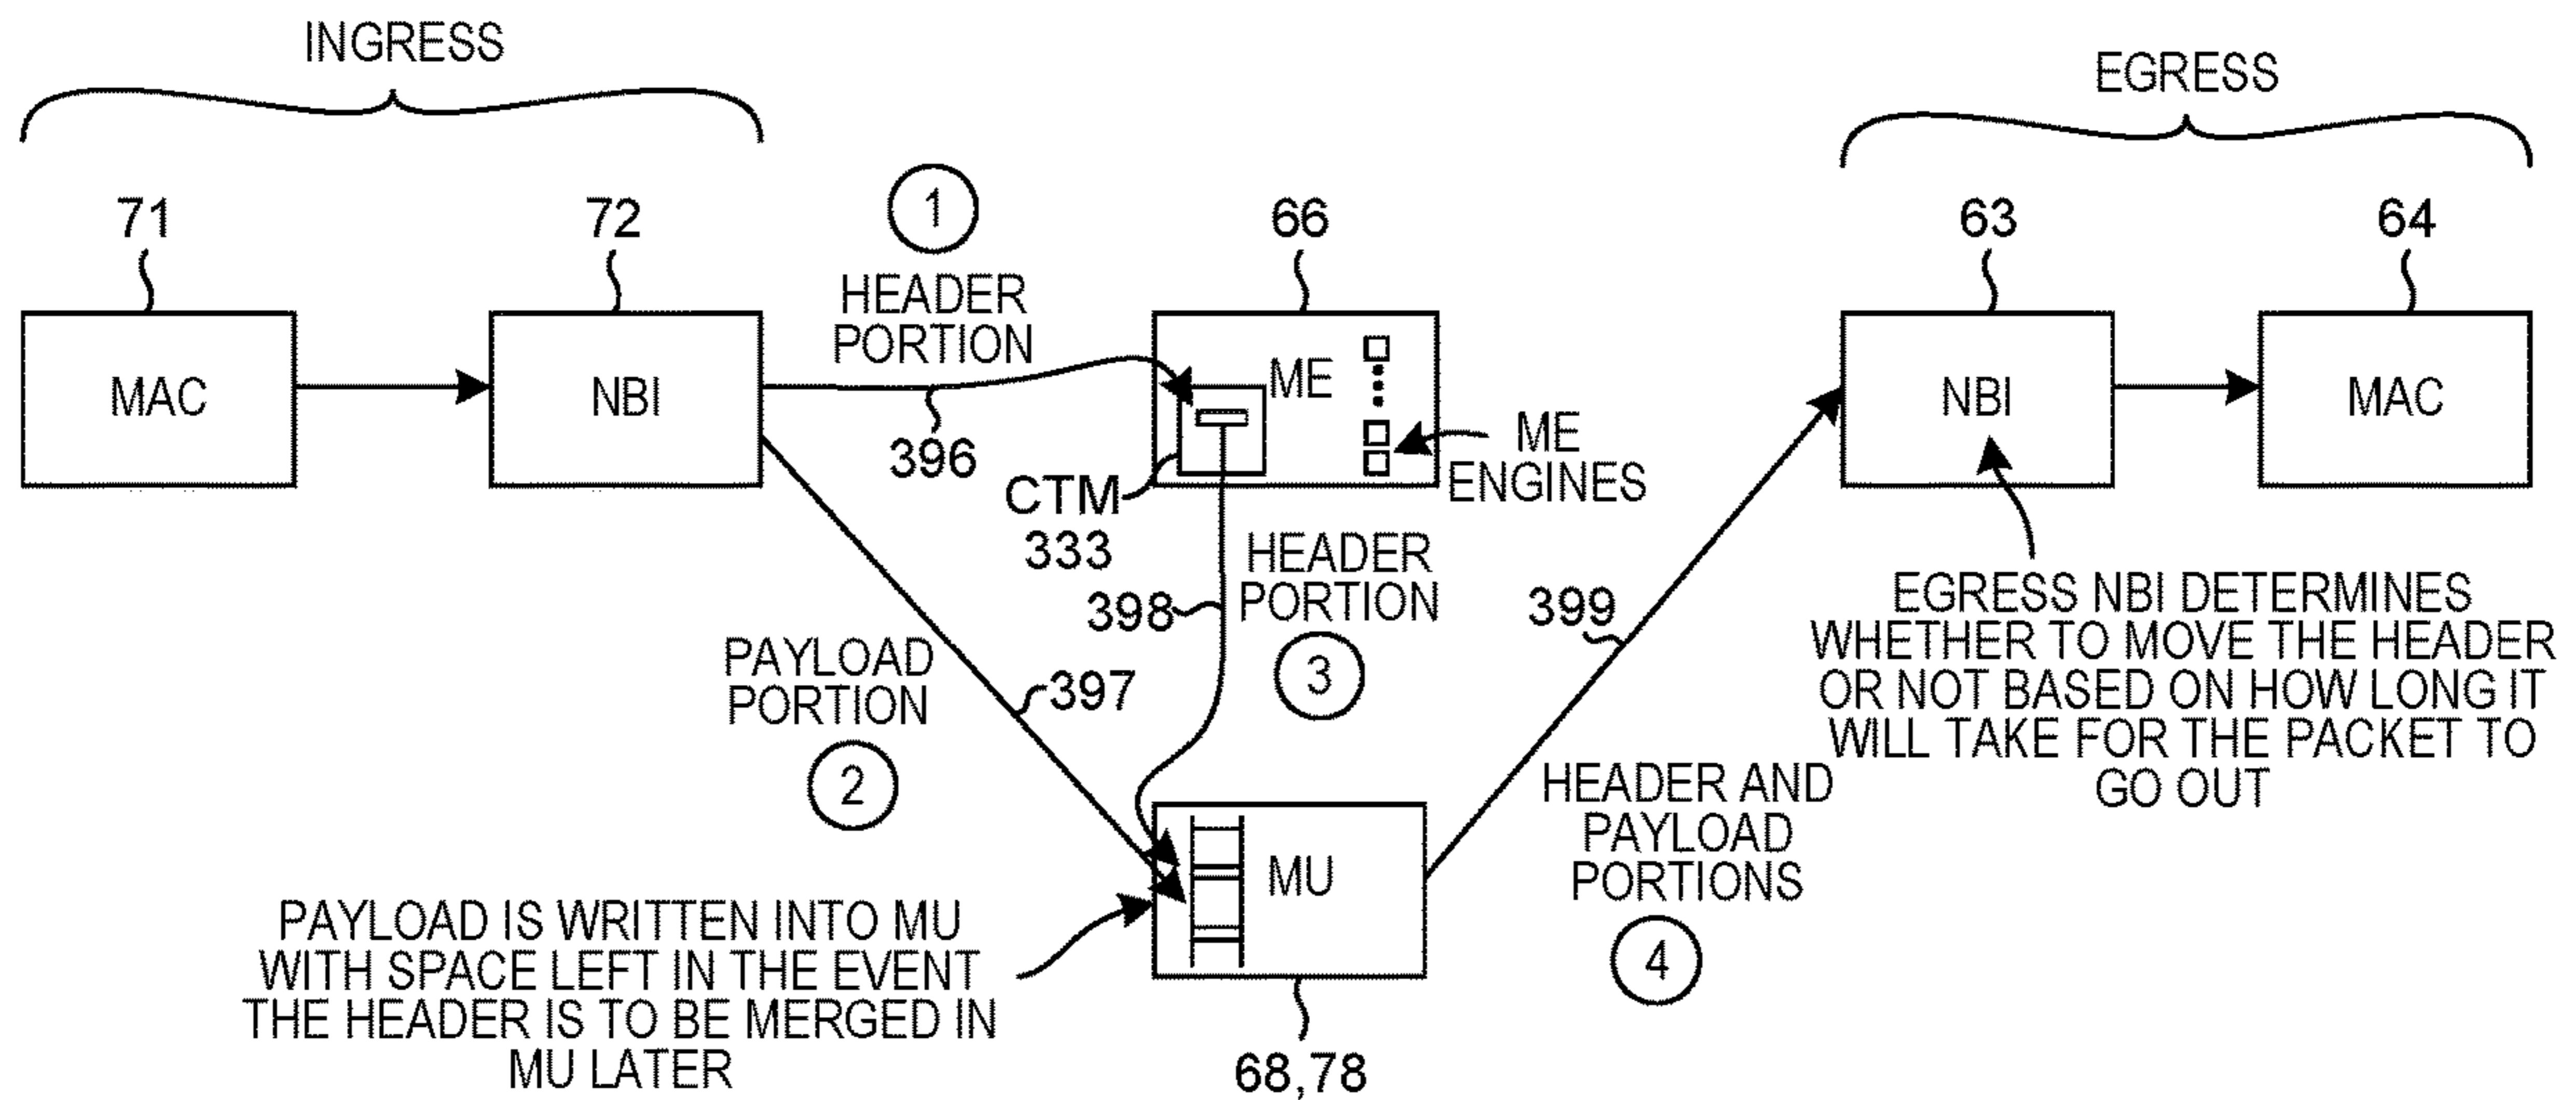 INGRESS
EGRESS
71
72
1
66
63
64
HEADER
PORTION
MAC
NBI
ME
NBI
MAC
396
ME
ENGINES
CTM
333
HEADER
PORTION
398
3
399
PAYLOAD
PORTION
397
2
EGRESS NBI DETERMINES
WHETHER TO MOVE THE HEADER
OR NOT BASED ON HOW LONG IT
WILL TAKE FOR THE PACKET TO
GO OUT
HEADER AND
PAYLOAD
PORTIONS
4
MU
PAYLOAD IS WRITTEN INTO MU
WITH SPACE LEFT IN THE EVENT
THE HEADER IS TO BE MERGED IN
MU LATER
68,78